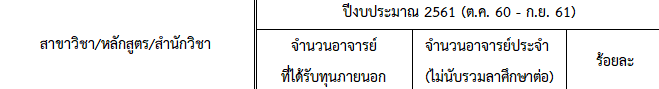 ปีงบประมาณ 2561 (ต.ค. 60 - ก.ย. 61)
สาขาวิชา/หลักสูตร/สำนักวิชา
จำนวนอาจารย์
ที่ได้รับทุนภายนอก
จำนวนอาจารย์ประจำ
(ไม่นับรวมลาศึกษาต่อ)
ร้อยละ